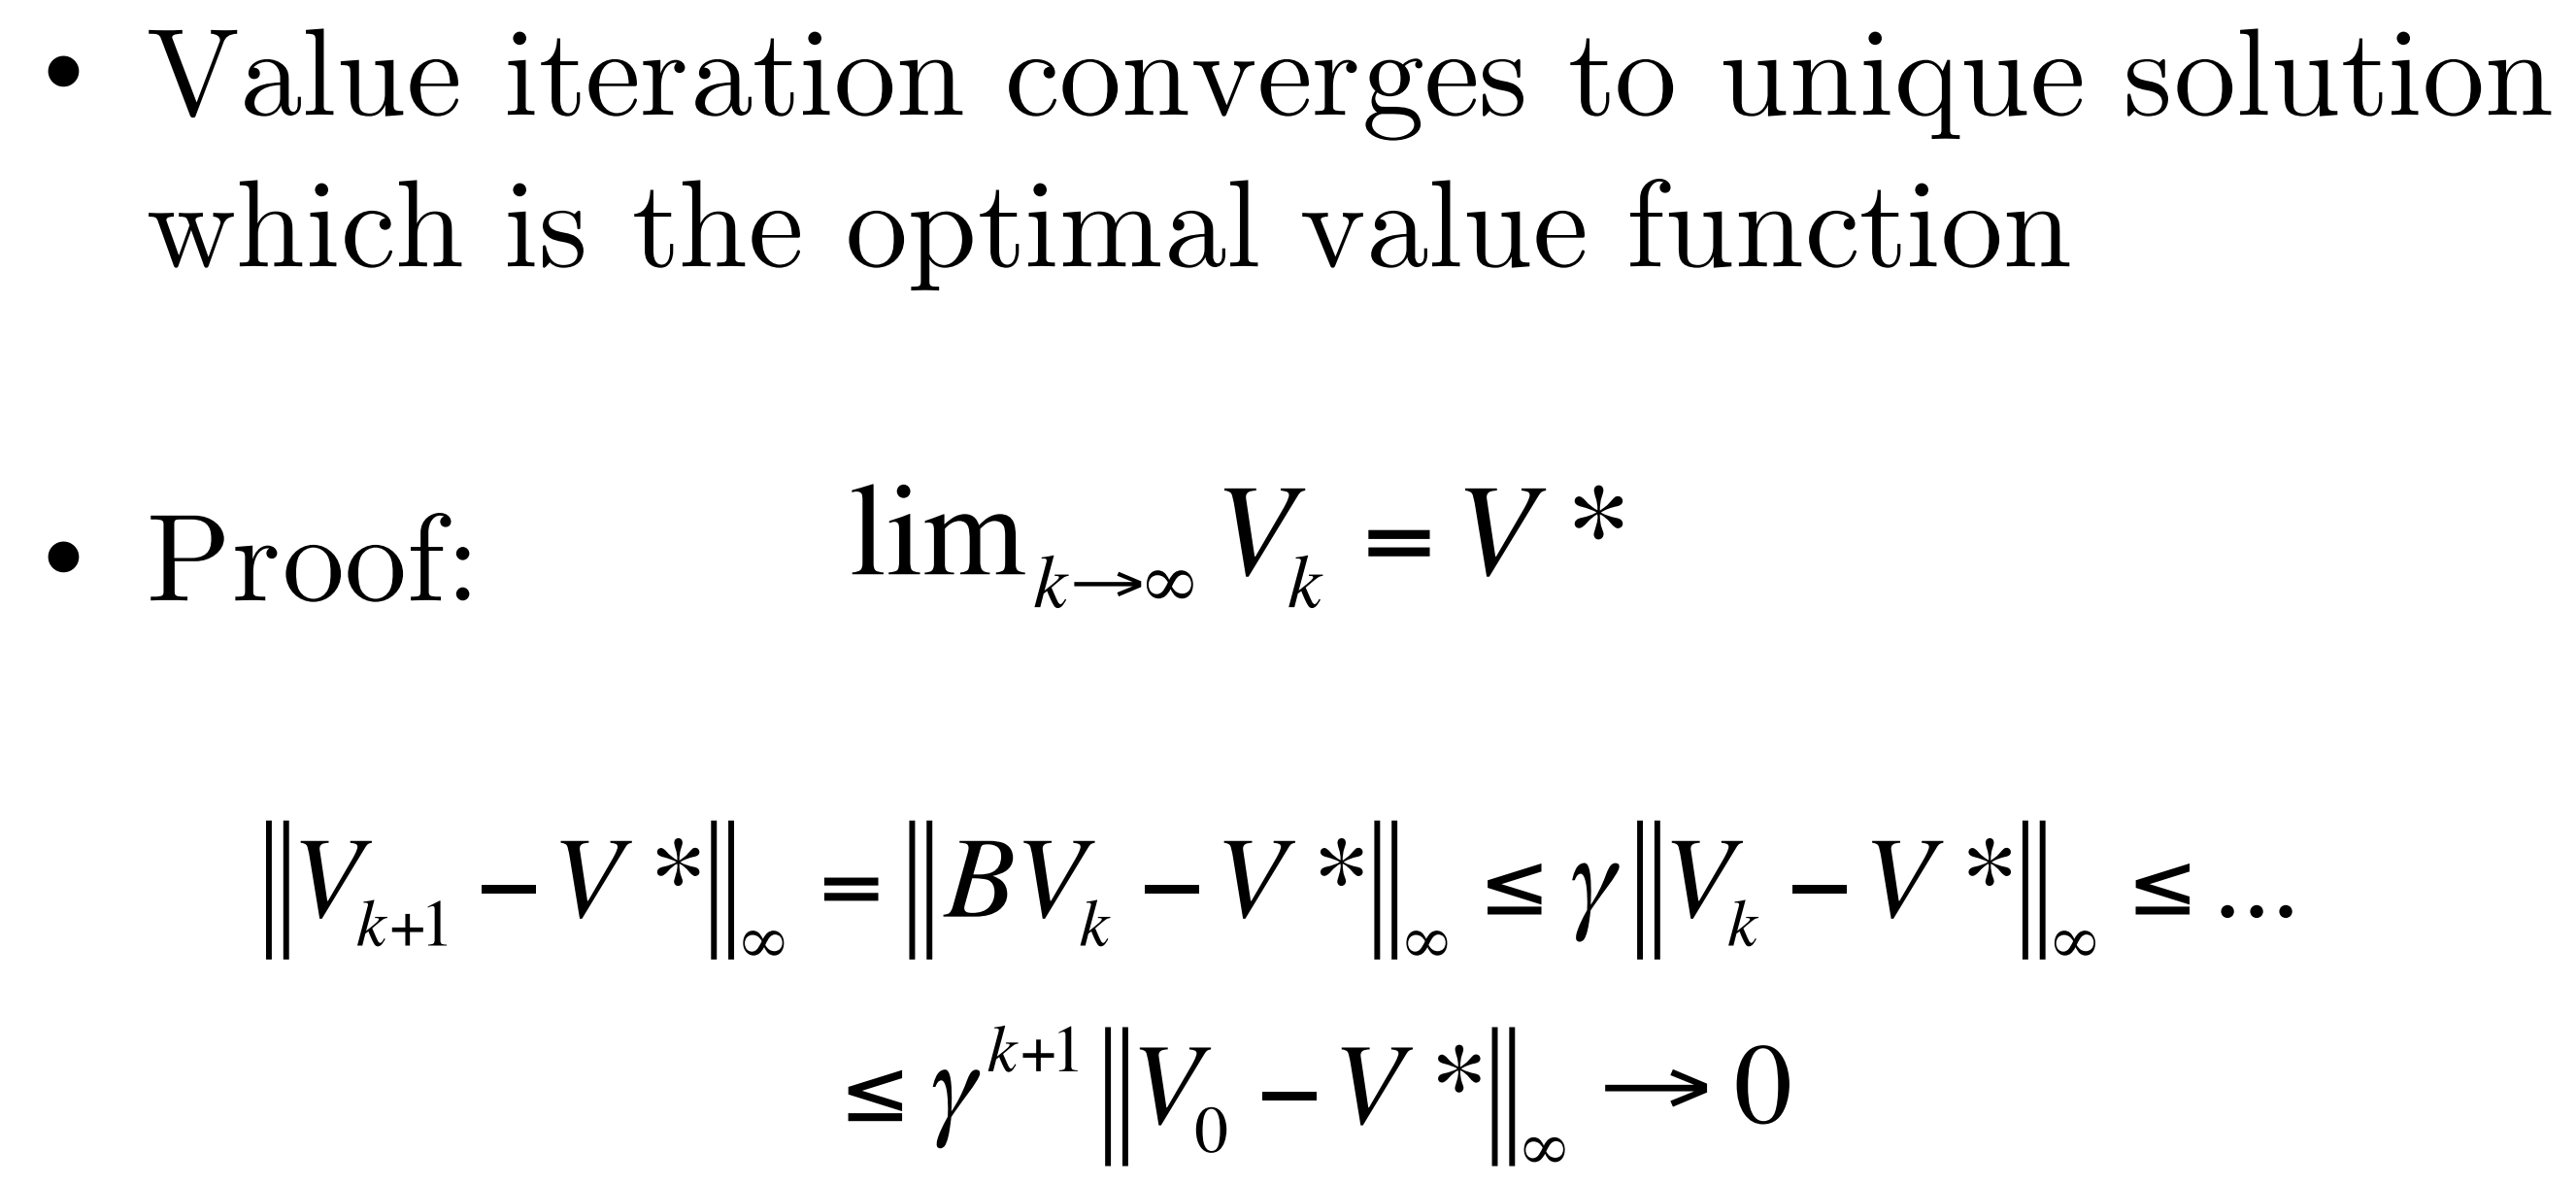 • Value iteration converges to unique solution
which is the optimal value function
• Proof: lim_{k→∞} V_k = V*
‖V_{k+1} − V*‖_∞ = ‖BV_k − V*‖_∞ ≤ γ‖V_k − V*‖_∞ ≤ ...
≤ γ^{k+1} ‖V_0 − V*‖_∞ → 0